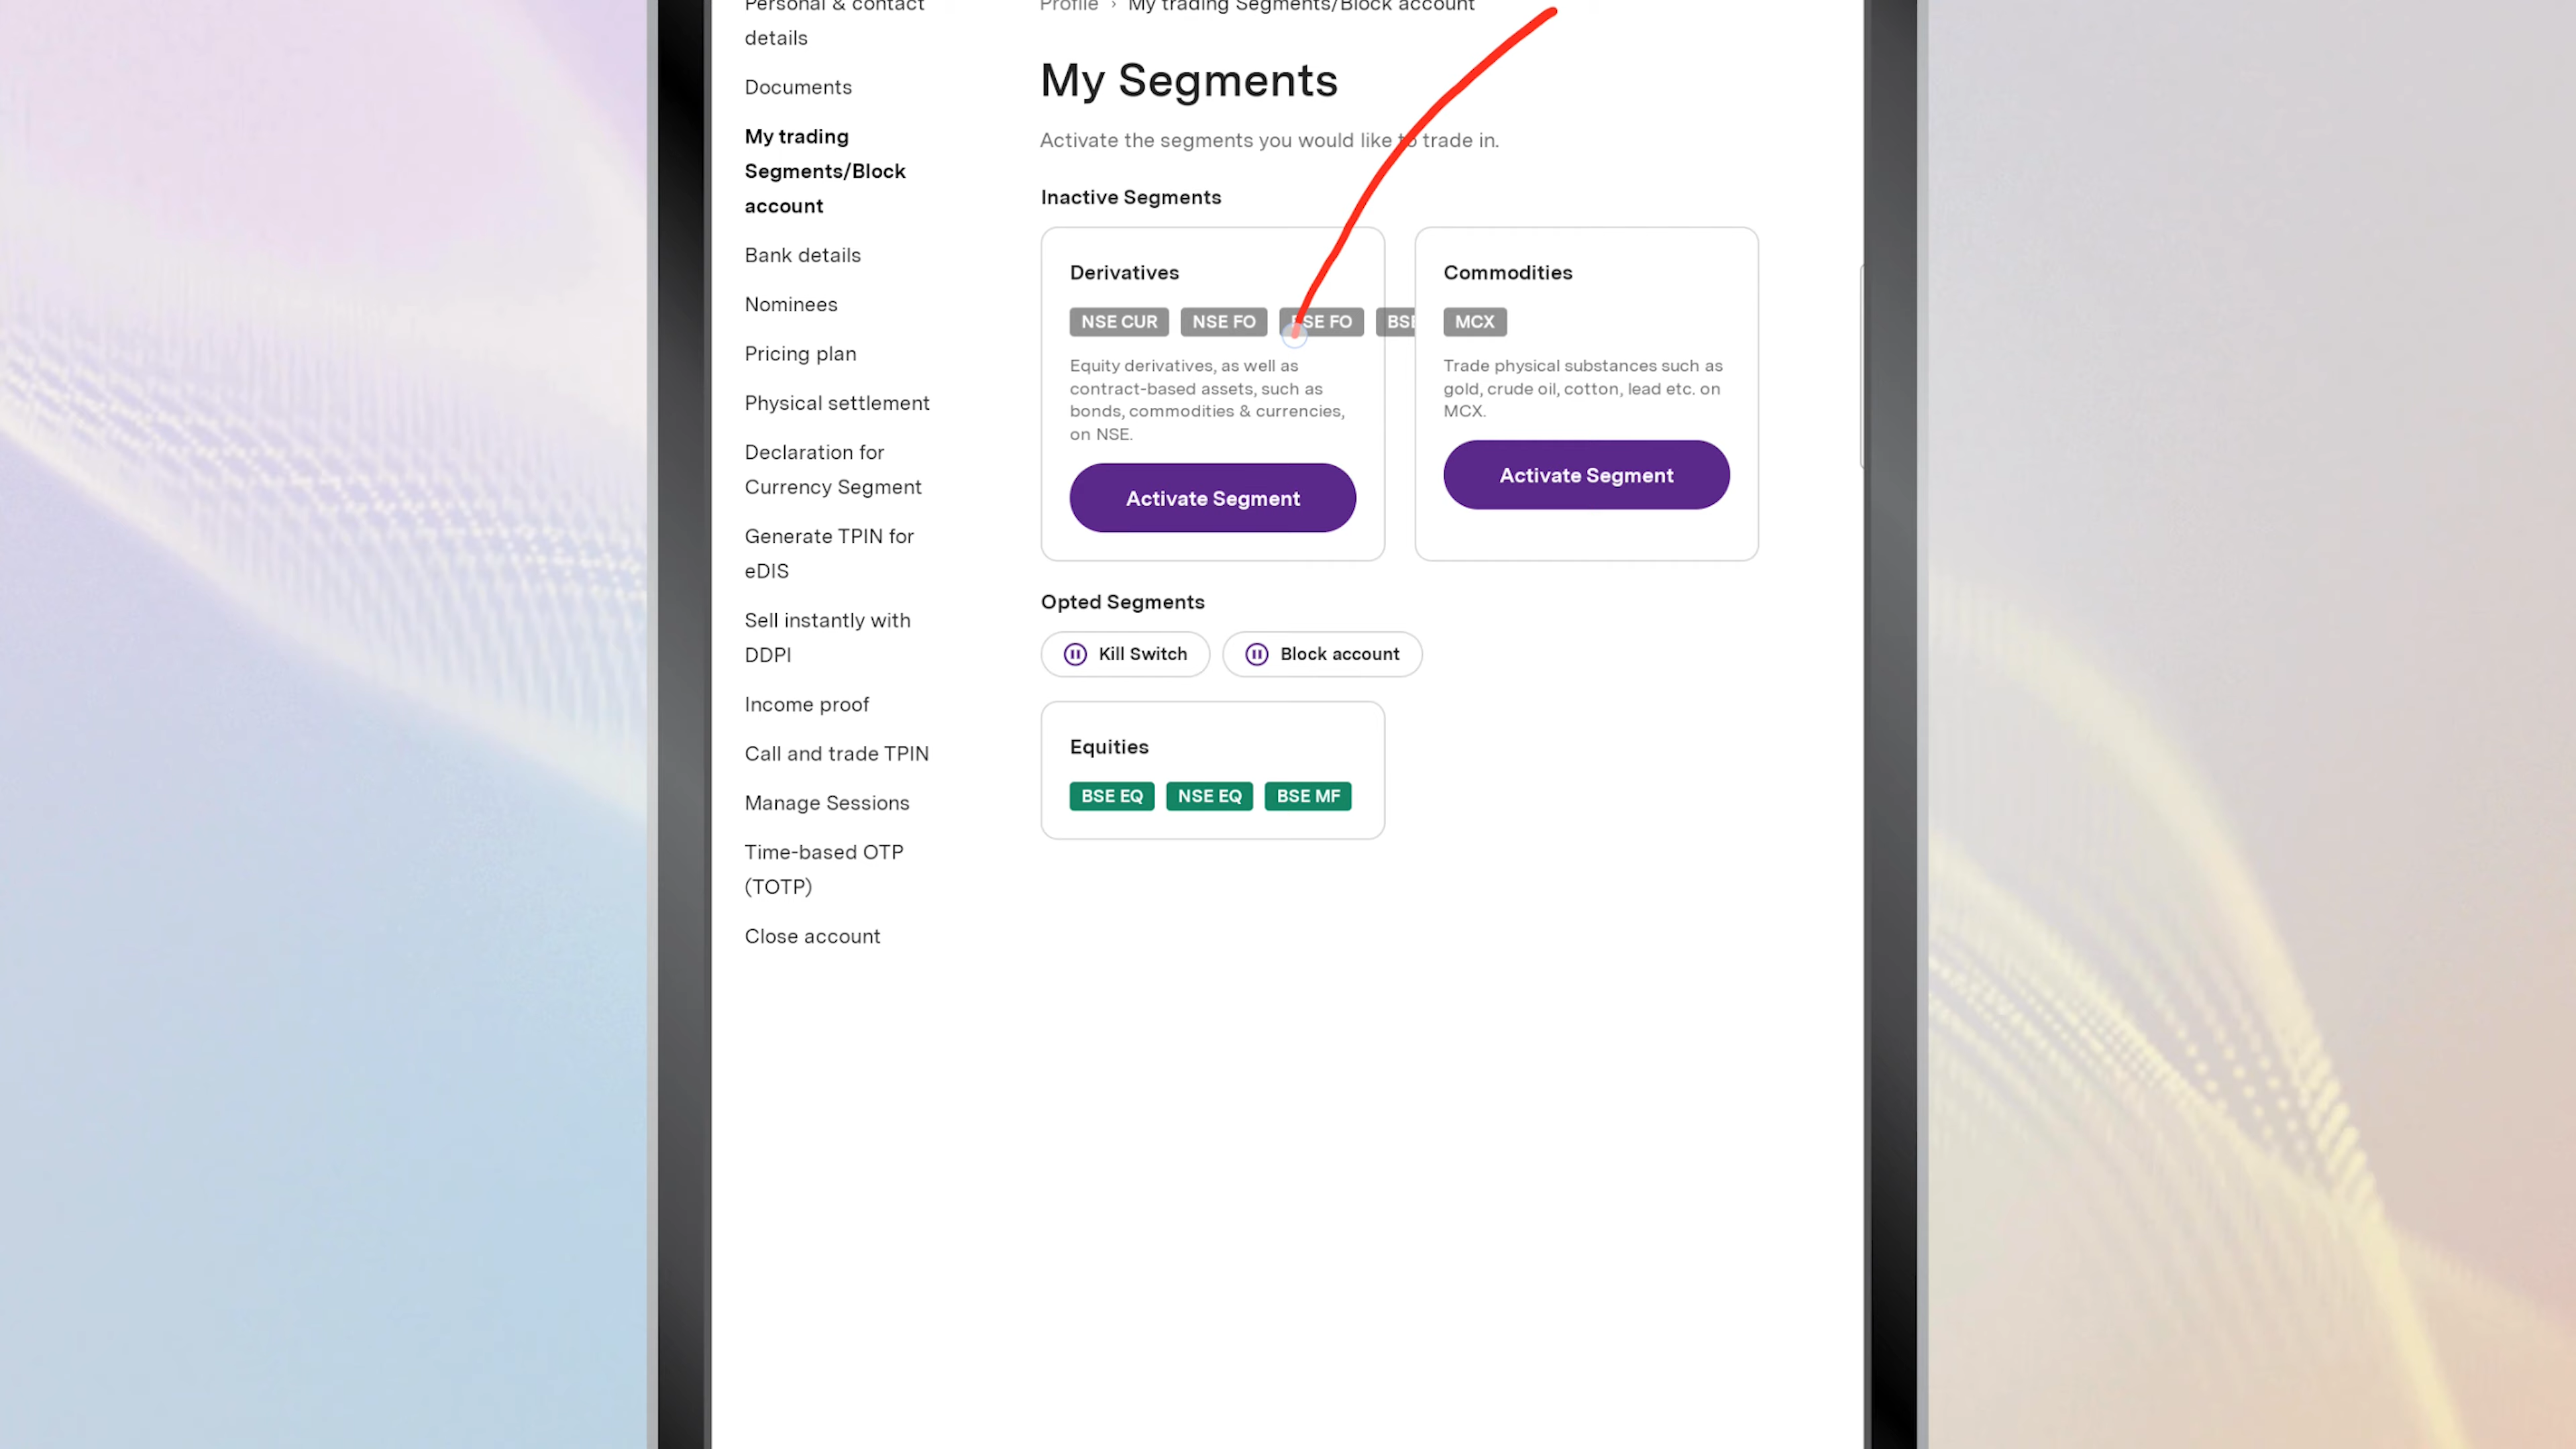 Personal & contact
details
Documents
My trading
Segments/Block
account
Bank details
Nominees
Pricing plan
Physical settlement
Declaration for
Currency Segment
Generate TPIN for
eDIS
Sell instantly with
DDPI
Income proof
Call and trade TPIN
Manage Sessions
Time-based OTP
(TOTP)
Close account
Profile › My trading Segments/Block account
My Segments
Activate the segments you would like to trade in.
Inactive Segments
Derivatives
NSE CUR NSE FO BSE FO BSE
Equity derivatives, as well as
contract-based assets, such as
bonds, commodities & currencies,
on NSE.
Activate Segment
Commodities
MCX
Trade physical substances such as
gold, crude oil, cotton, lead etc. on
MCX.
Activate Segment
Opted Segments
Kill Switch
Block account
Equities
BSE EQ NSE EQ BSE MF